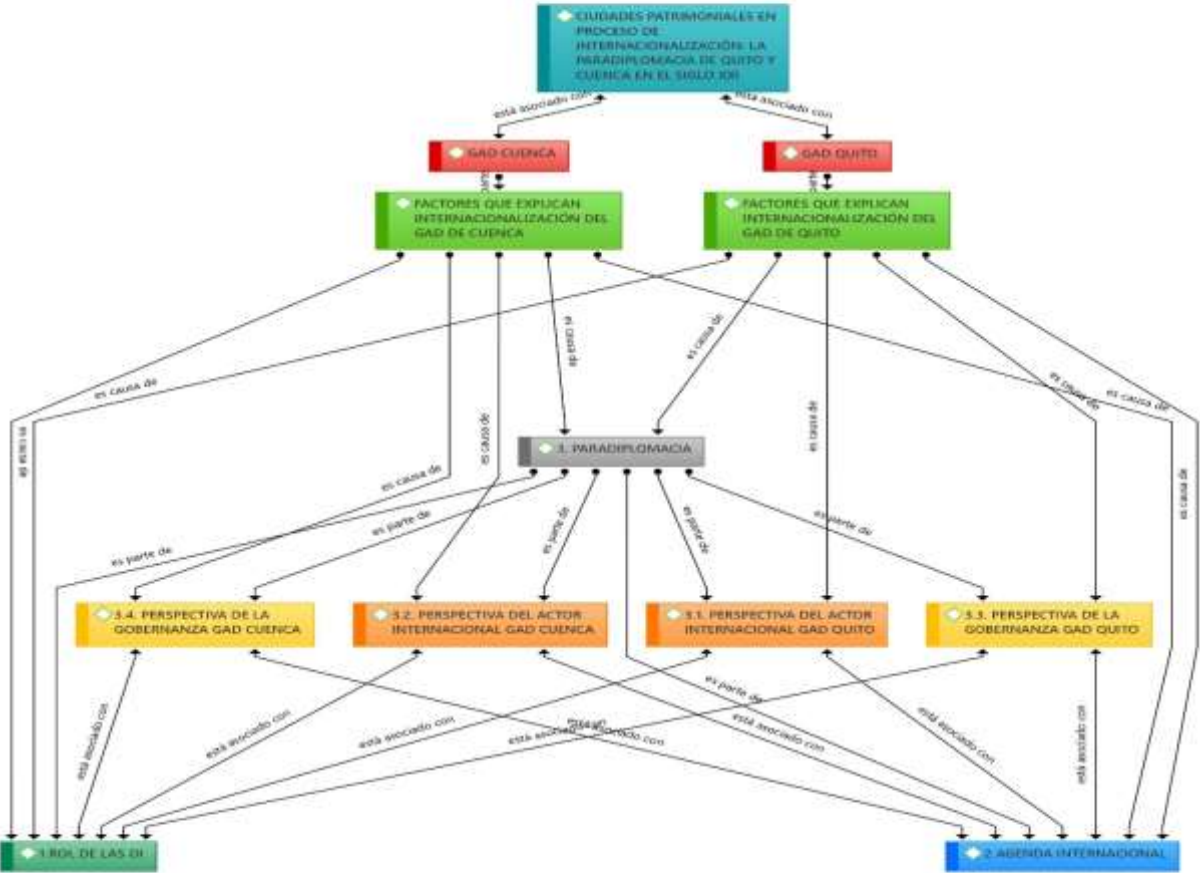 CIUDADES PATRIMONIALES EN
PROCESO DE
INTERNACIONALIZACIÓN: LA
PARADIPLOMACIA DE QUITO Y
CUENCA EN EL SIGLO XXI
está asociado con
está asociado con
GAD CUENCA
GAD QUITO
parte
parte
FACTORES QUE EXPLICAN
INTERNACIONALIZACIÓN DEL
GAD DE CUENCA
FACTORES QUE EXPLICAN
INTERNACIONALIZACIÓN DEL
GAD DE QUITO
es causa de
es causa de
es causa de
es causa de
es causa de
es causa de
es causa de
es causa de
es causa de
es causa de
3. PARADIPLOMACIA
es parte de
es parte de
es parte de
es parte de
es parte de
3.4. PERSPECTIVA DE LA
GOBERNANZA GAD CUENCA
3.2. PERSPECTIVA DEL ACTOR
INTERNACIONAL GAD CUENCA
3.1. PERSPECTIVA DEL ACTOR
INTERNACIONAL GAD QUITO
3.3. PERSPECTIVA DE LA
GOBERNANZA GAD QUITO
es parte de
está asociado con
está asociado con
está asociado con
está asociado
asociado con
está asociado con
está asociado con
está asociado con
1 ROL DE LAS OI
2 AGENDA INTERNACIONAL